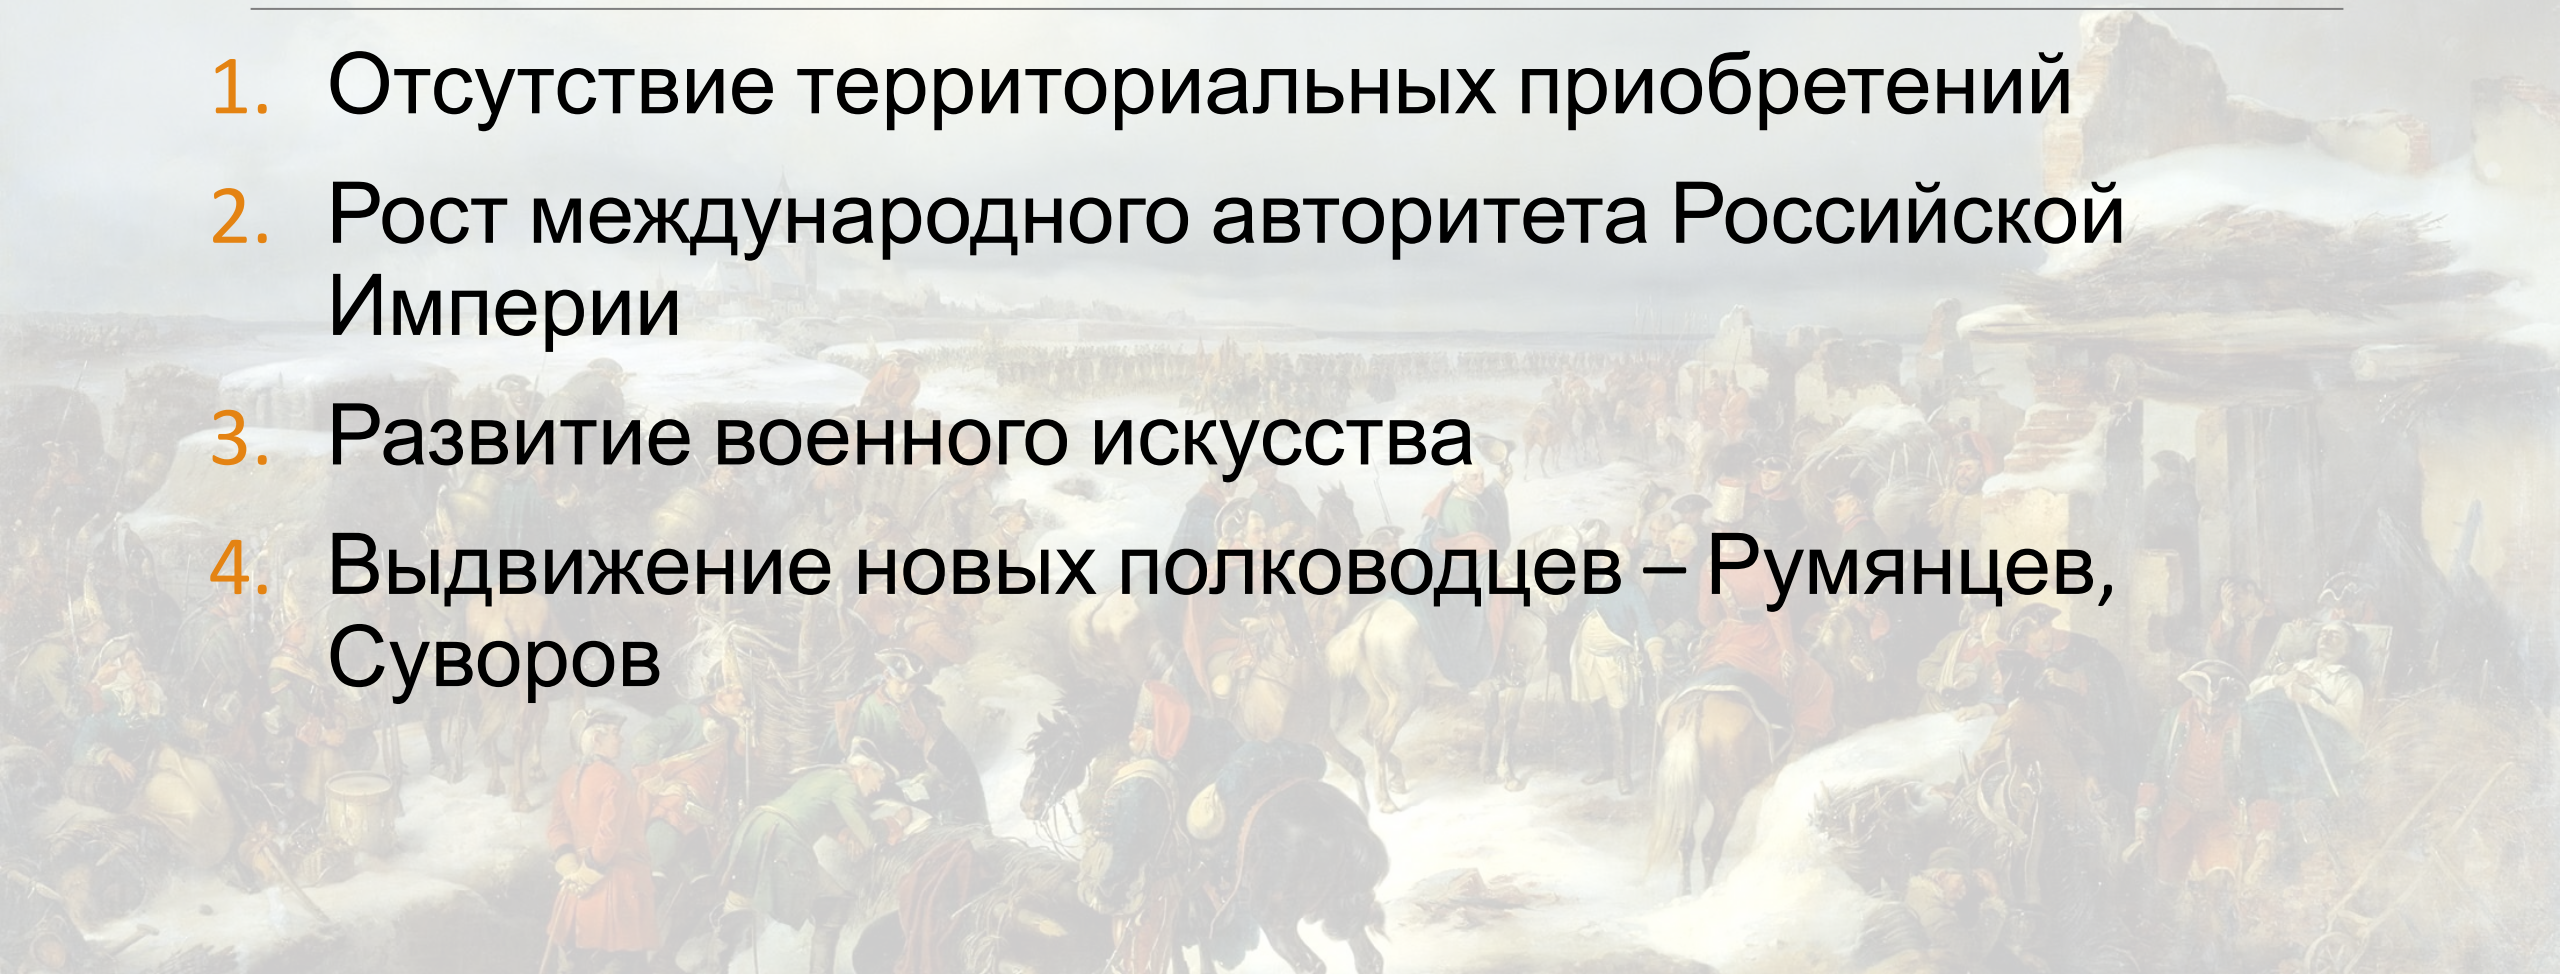 1. Отсутствие территориальных приобретений
2. Рост международного авторитета Российской
Империи
3. Развитие военного искусства
4. Выдвижение новых полководцев – Румянцев,
Суворов